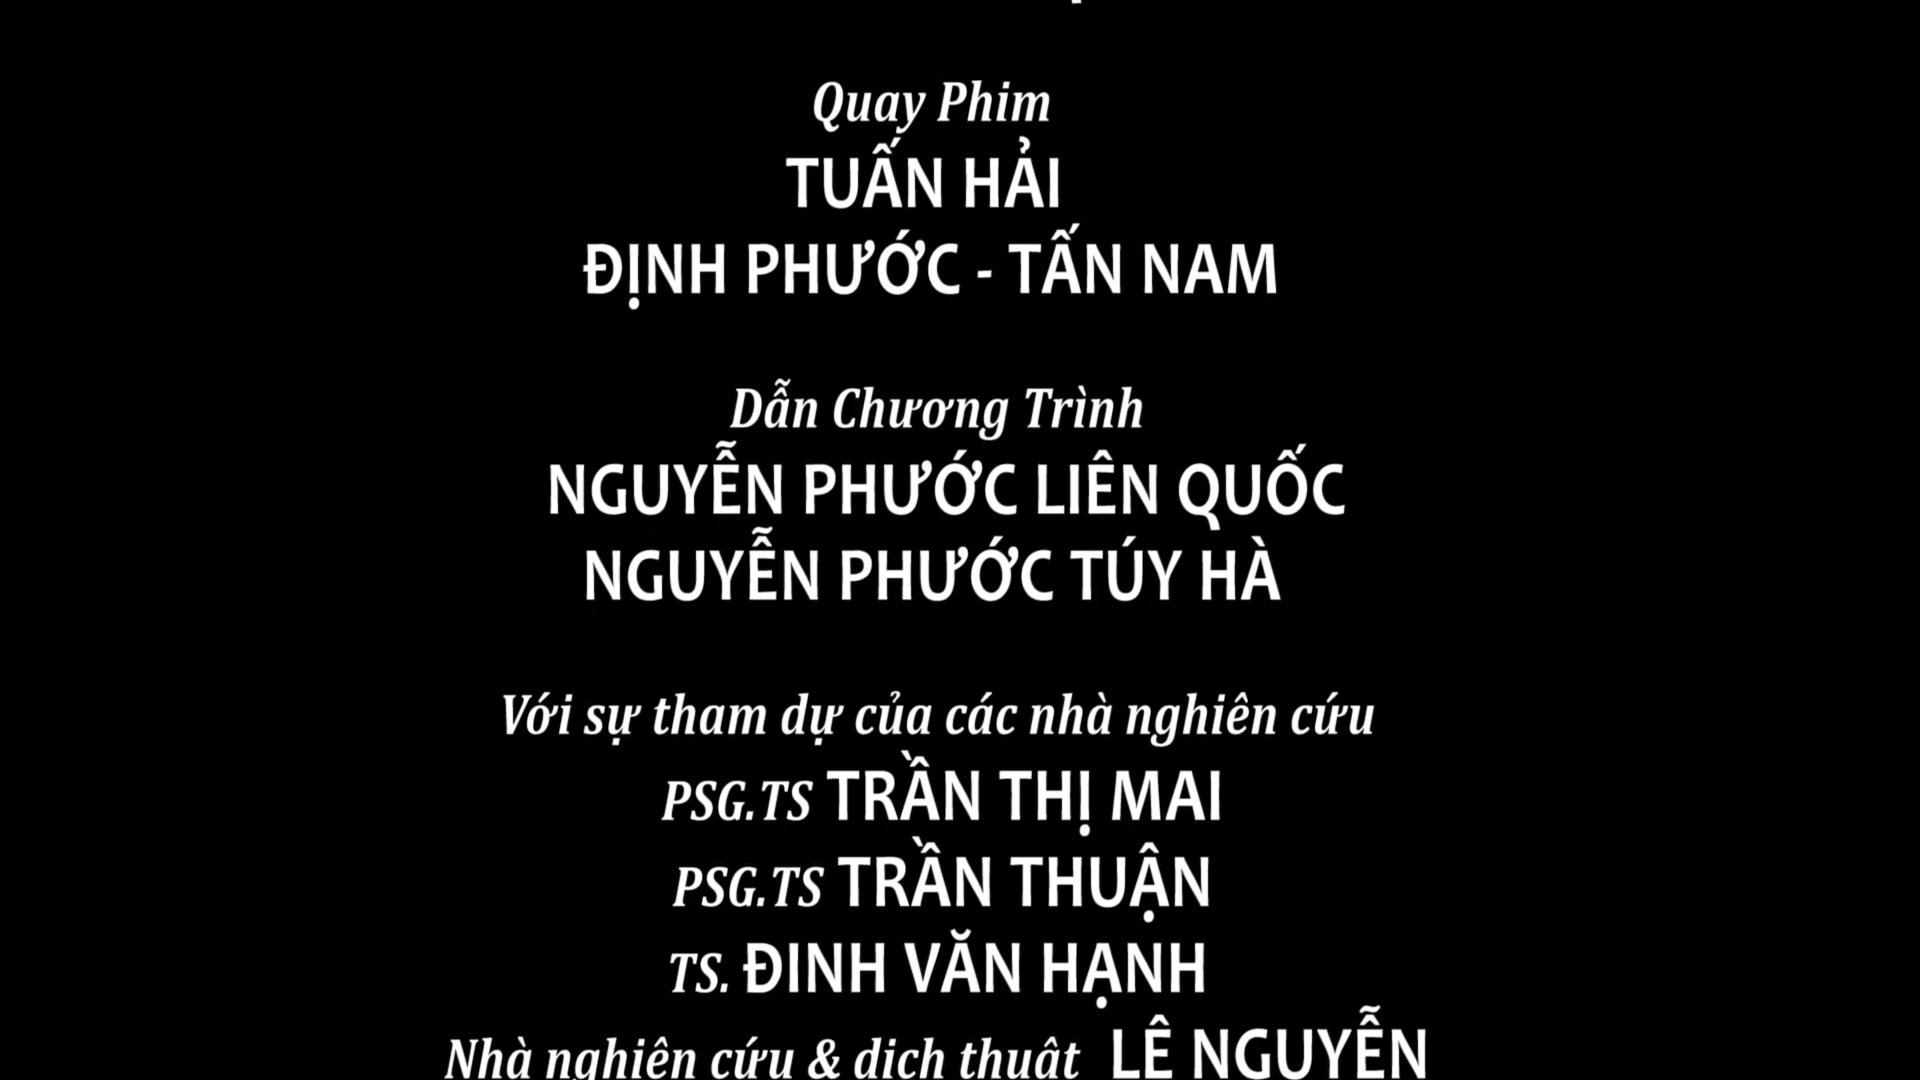 Quay Phim
TUẤN HẢI
ĐỊNH PHƯỚC - TẤN NAM
Dẫn Chương Trình
NGUYỄN PHƯỚC LIÊN QUỐC
NGUYỄN PHƯỚC TÚY HÀ
Với sự tham dự của các nhà nghiên cứu
PSG.TS TRẦN THỊ MAI
PSG.TS TRẦN THUẬN
TS. ĐINH VĂN HẠNH
Nhà nghiên cứu & dịch thuật LÊ NGUYỄN